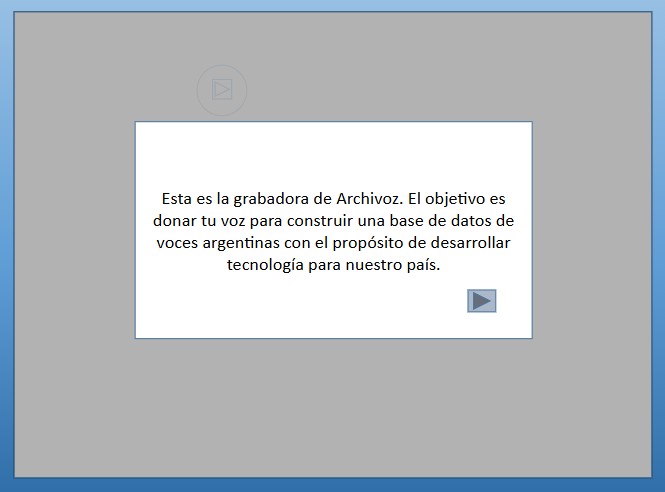 Esta es la grabadora de Archivoz. El objetivo es
donar tu voz para construir una base de datos de
voces argentinas con el propósito de desarrollar
tecnología para nuestro país.